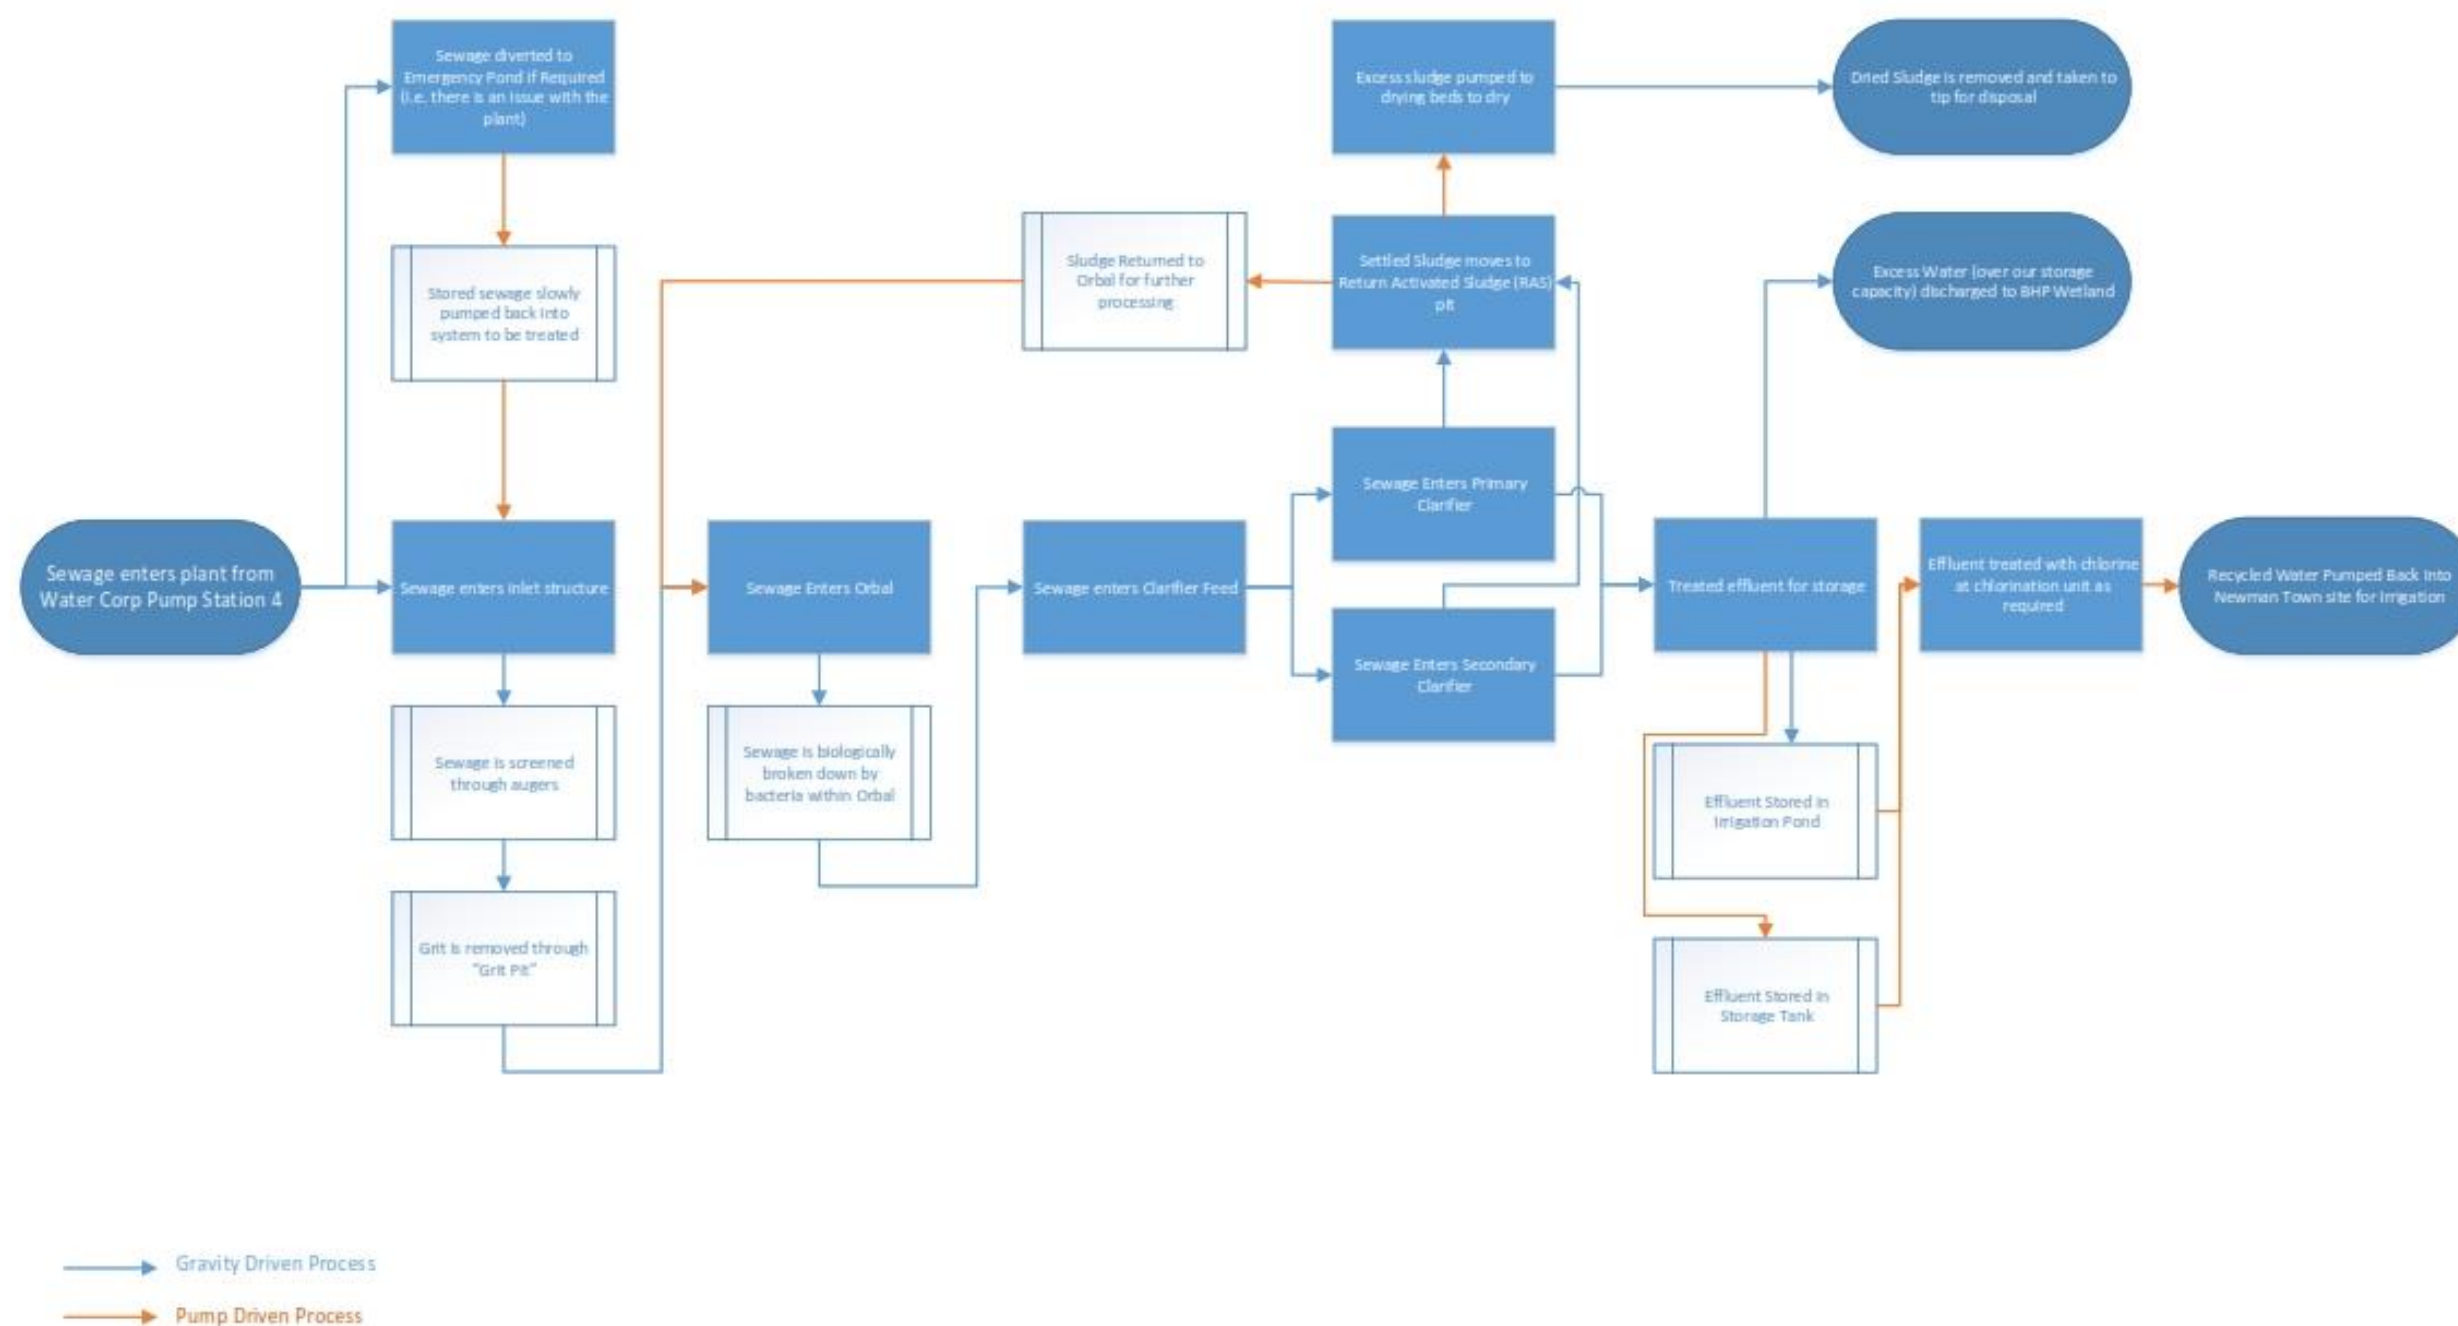 Sewage diverted to
Emergency Pond if Required
(i.e. there is an issue with the
plant)
Excess sludge pumped to
drying beds to dry
Dried Sludge is removed and taken to
tip for disposal
Stored sewage slowly
pumped back into
system to be treated
Sludge Returned to
Orbal for further
processing
Settled Sludge moves to
Return Activated Sludge (RAS)
pit
Excess Water (over our storage
capacity) discharged to BHP Wetland
Sewage enters plant from
Water Corp Pump Station 4
Sewage enters inlet structure
Sewage Enters Orbal
Sewage enters Clarifier Feed
Sewage Enters Primary
Clarifier
Sewage Enters Secondary
Clarifier
Treated effluent for storage
Effluent treated with chlorine
at chlorination unit as
required
Recycled Water Pumped Back Into
Newman Town site for Irrigation
Sewage is screened
through augers
Sewage is biologically
broken down by
bacteria within Orbal
Effluent Stored in
Irrigation Pond
Grit is removed through
"Grit Pit"
Effluent Stored in
Storage Tank
Gravity Driven Process
Pump Driven Process